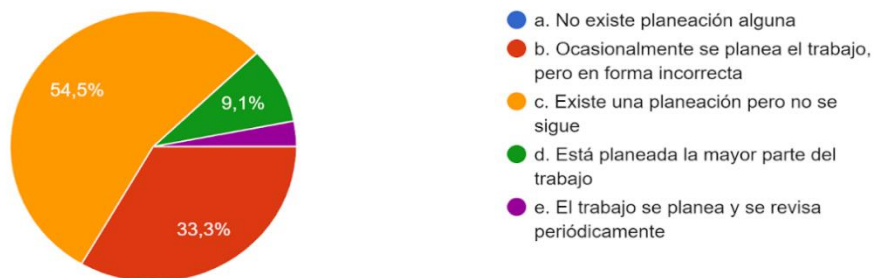 54,5%
9,1%
33,3%
a. No existe planeación alguna
b. Ocasionalmente se planea el trabajo,
pero en forma incorrecta
c. Existe una planeación pero no se
sigue
d. Está planeada la mayor parte del
trabajo
e. El trabajo se planea y se revisa
periódicamente